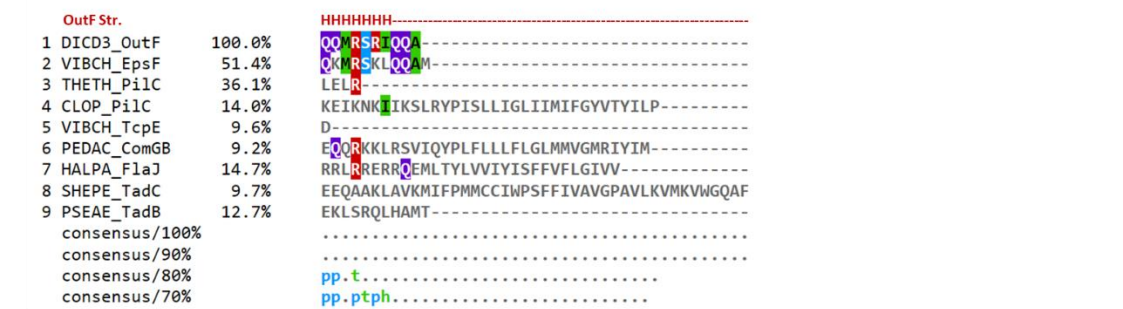 OutF Str. HHHHHHH------------------------------------
1 DICD3_OutF 100.0% QQMRSRIQQA---------------------------------
2 VIBCH_EpsF 51.4% QKMRSKLQQAM--------------------------------
3 THETH_PilC 36.1% LELR---------------------------------------
4 CLOP_PilC 14.0% KEIKNKIIKSLRYPISLLIGLIIMIFGYVTYILP---------
5 VIBCH_TcpE 9.6% D------------------------------------------
6 PEDAC_ComGB 9.2% EQQRKKLRSVIQYPLFLLLFLGLMMVGMRIYIM----------
7 HALPA_FlaJ 14.7% RRLRRERRQEMLTYLVVIYISFFVFLGIVV-------------
8 SHEPE_TadC 9.7% EEQAAKLAVKMIFPMMCCIWPSFFIVAVGPAVLKVMKVWGQAF
9 PSEAE_TadB 12.7% EKLSRQLHAMT--------------------------------
consensus/100% ...........................................
consensus/90% ...........................................
consensus/80% pp.t..............................
consensus/70% pp.ptph..........................